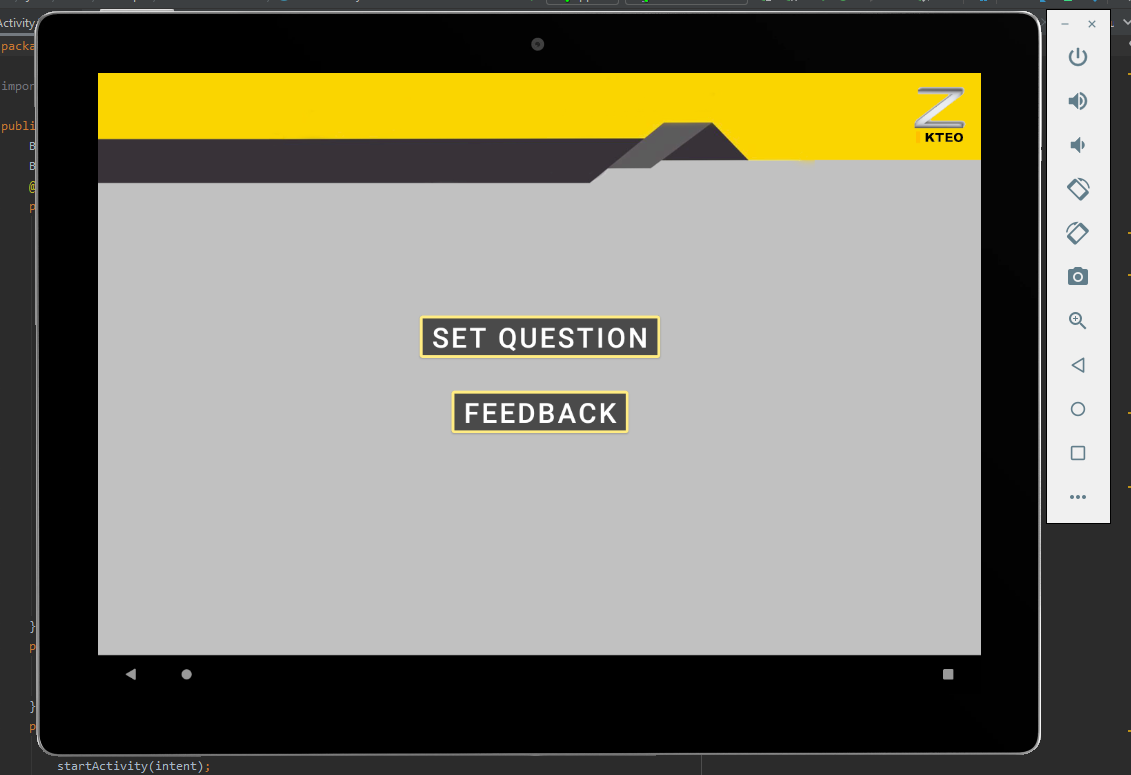 Activity
packa
impor
publi
B
B
@
p
Z
KTEO
SET QUESTION
FEEDBACK
}
p
}
p
startActivity(intent);